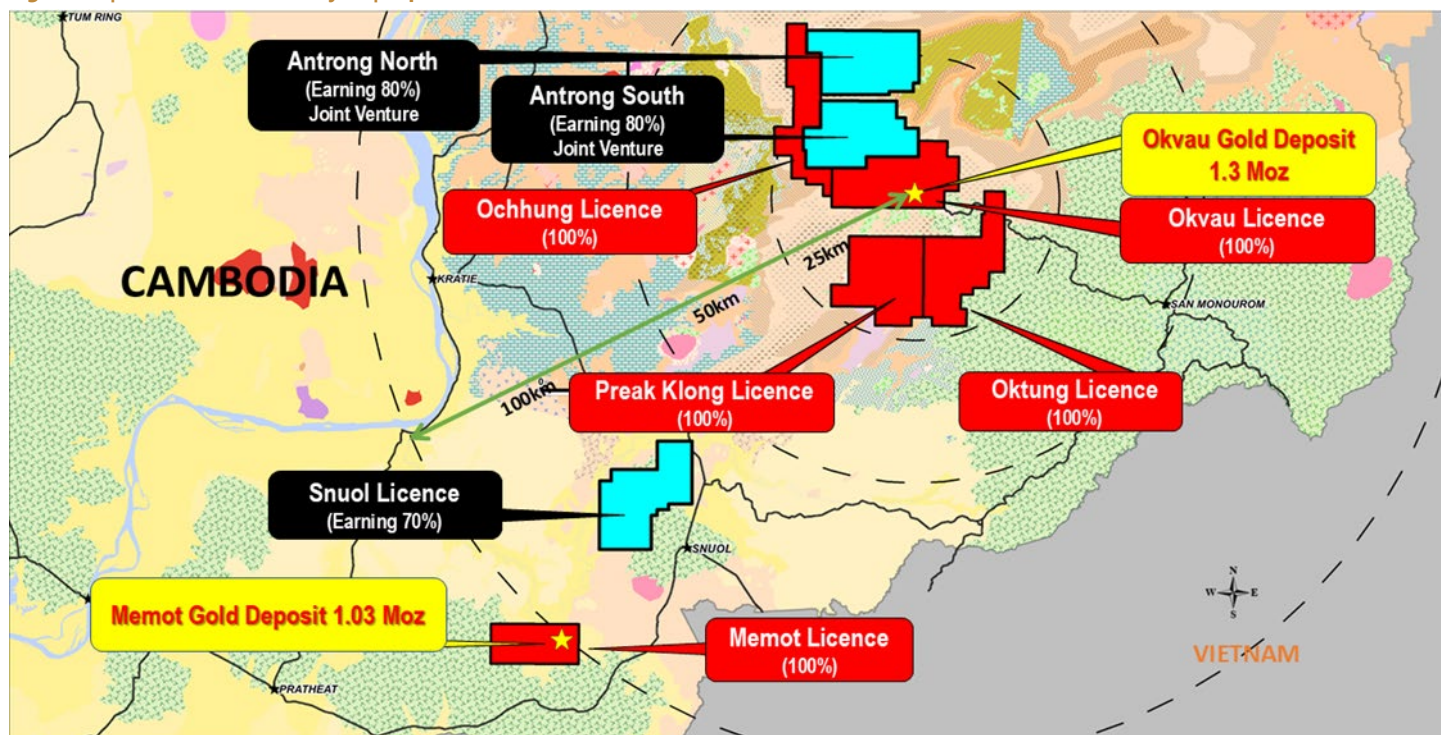 TUM RING
Antrong North
(Earning 80%)
Joint Venture
Antrong South
(Earning 80%)
Joint Venture
Okvau Gold Deposit
1.3 Moz
Ochhung Licence
(100%)
Okvau Licence
(100%)
CAMBODIA
KRATIE
25km
50km
100km
SAN MONOUROM
Preak Klong Licence
(100%)
Oktung Licence
(100%)
Snuol Licence
(Earning 70%)
SNUOL
Memot Gold Deposit 1.03 Moz
Memot Licence
(100%)
N
W E
S
VIETNAM
PRATHEAT